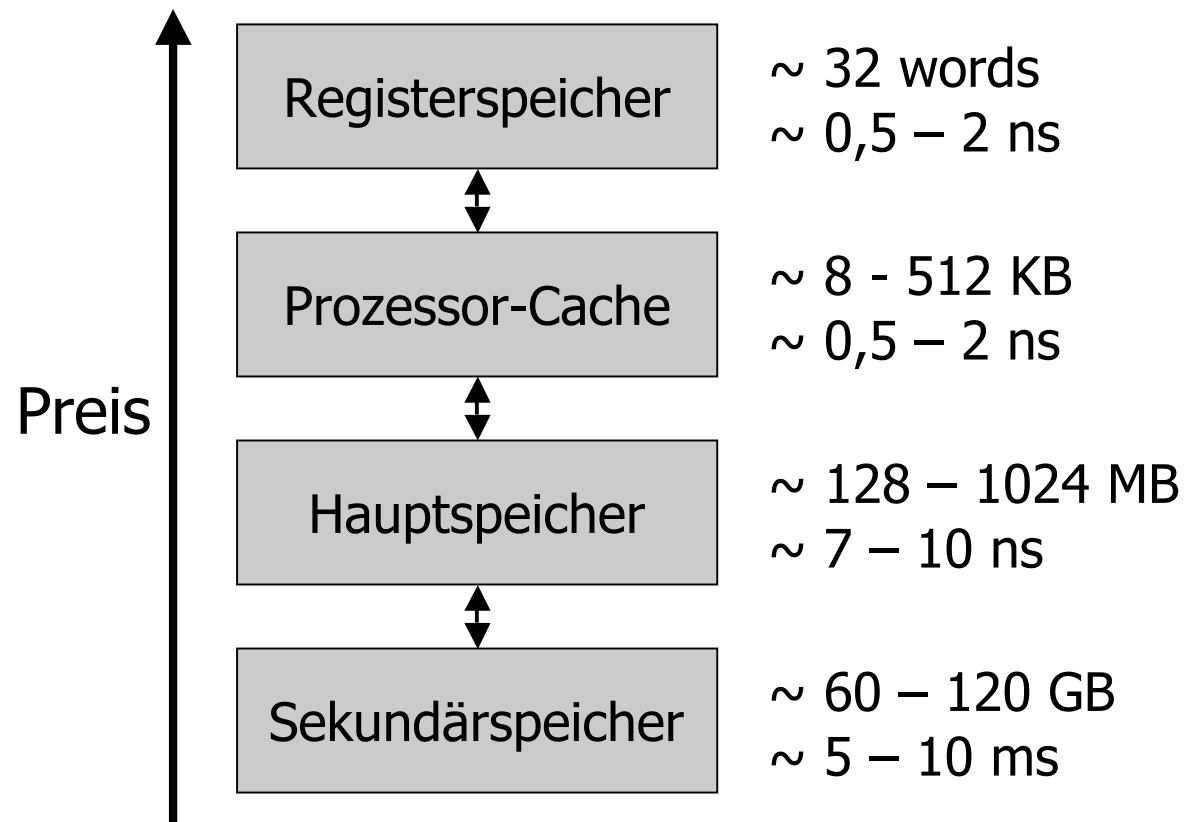 Registerspeicher
~ 32 words
~ 0,5 – 2 ns
Prozessor-Cache
~ 8 - 512 KB
~ 0,5 – 2 ns
Preis
Hauptspeicher
~ 128 – 1024 MB
~ 7 – 10 ns
Sekundärspeicher
~ 60 – 120 GB
~ 5 – 10 ms